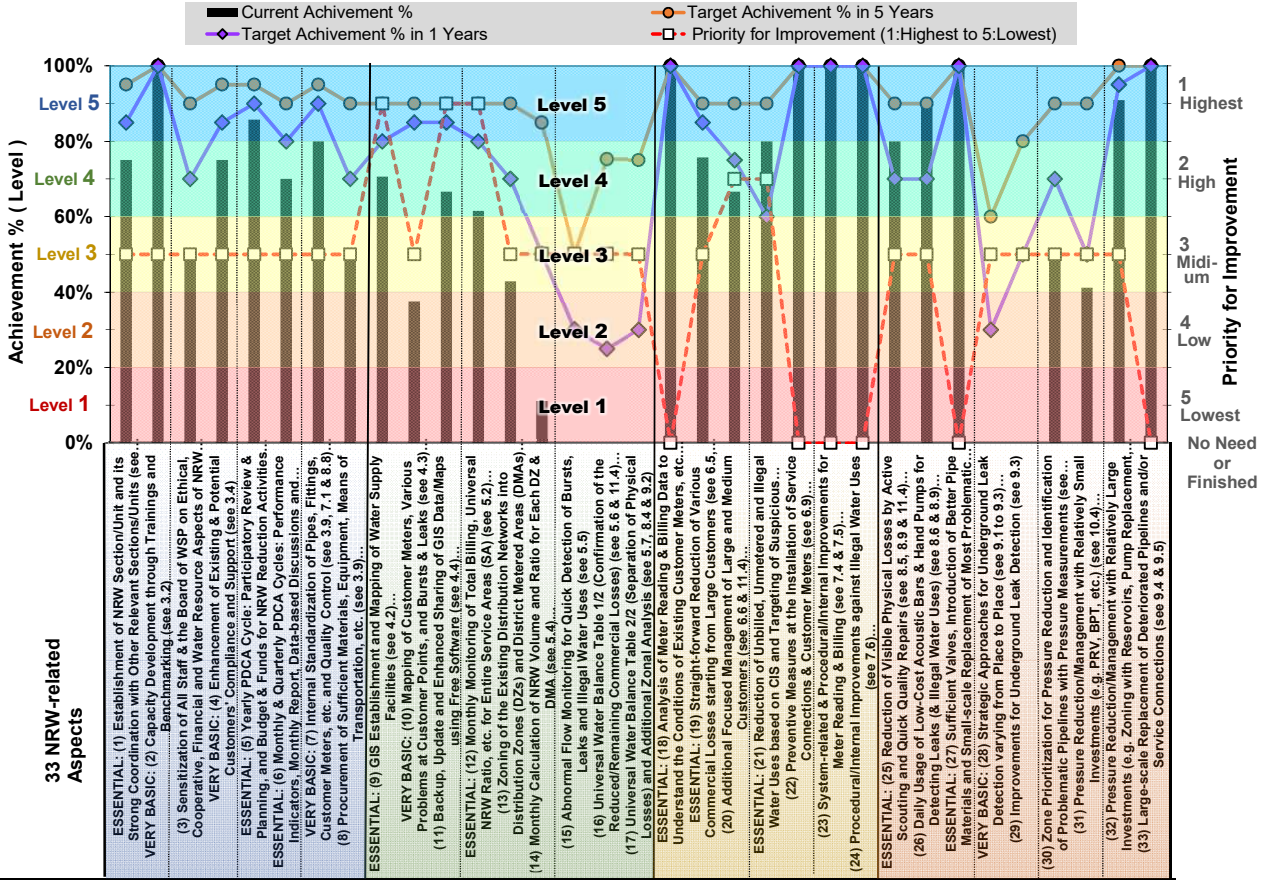 Current Achivement %
Target Achivement % in 5 Years
Target Achivement % in 1 Years
Priority for Improvement (1:Highest to 5:Lowest)
Achievement % ( Level )
100%
Level 5
80%
Level 4
60%
Level 3
40%
Level 2
20%
Level 1
0%
Level 5
Level 4
Level 3
Level 2
Level 1
1
Highest
2
High
3
Midi-
um
4
Low
5
Lowest
No Need
or
Finished
Priority for Improvement
33 NRW-related
Aspects
ESSENTIAL: (1) Establishment of NRW Section/Unit and its
Strong Coordination with Other Relevant Sections/Units (see…
VERY BASIC: (2) Capacity Development through Trainings and
Benchmarking (see 3.2)
(3) Sensitization of All Staff & the Board of WSP on Ethical,
Cooperative, Financial and Water Resource Aspects of NRW…
VERY BASIC: (4) Enhancement of Existing and Potential
Customers' Compliance and Support (see 3.4)
ESSENTIAL: (5) Yearly PDCA Cycle: Participatory Review &
Planning, and Budget & Funds for NRW Reduction Activities…
ESSENTIAL: (6) Monthly & Quarterly PDCA Cycles: Performance
Indicators, Monthly Report, Data-based Discussions and…
VERY BASIC: (7) Internal Standardization of Pipes, Fittings,
Customer Meters, etc. and Quality Control (see 3.9, 7.1 & 8.8)
(8) Procurement of Sufficient Materials, Equipment, Means of
Transportation, etc. (see 3.9)…
ESSENTIAL: (9) GIS Establishment and Mapping of Water Supply
Facilities (see 4.2)…
VERY BASIC: (10) Mapping of Customer Meters, Various
Problems at Customer Points, and Bursts & Leaks (see 4.3)…
(11) Backup, Update and Enhanced Sharing of GIS Data/Maps
using Free Software (see 4.4)…
ESSENTIAL: (12) Monthly Monitoring of Total Billing, Universal
NRW Ratio, etc. for Entire Service Areas (SA) (see 5.2)…
(13) Zoning of the Existing Distribution Networks into
Distribution Zones (DZs) and District Metered Areas (DMAs)…
(14) Monthly Calculation of NRW Volume and Ratio for Each DZ &
DMA (see 5.4)…
(15) Abnormal Flow Monitoring for Quick Detection of Bursts,
Leaks and Illegal Water Uses (see 5.5)
(16) Universal Water Balance Table 1/2 (Confirmation of the
Reduced/Remaining Commercial Losses) (see 5.6 & 11.4)…
(17) Universal Water Balance Table 2/2 (Separation of Physical
Losses) and Additional Zonal Analysis (see 5.7, 8.4 & 9.2)
ESSENTIAL: (18) Analysis of Meter Reading & Billing Data to
Understand the Conditions of Existing Customer Meters, etc…
ESSENTIAL: (19) Straight-forward Reduction of Various
Commercial Losses starting from Large Customers (see 6.5,…
(20) Additional Focused Management of Large and Medium
Customers (see 6.6 & 11.4)…
ESSENTIAL: (21) Reduction of Unbilled, Unmetered and Illegal
Water Uses based on CIS and Targeting of Suspicious…
(22) Preventive Measures at the Installation of Service
Connections & Customer Meters (see 6.9)…
(23) System-related & Procedural/Internal Improvements for
Meter Reading & Billing (see 7.4 & 7.5)…
(24) Procedural/Internal Improvements against Illegal Water Uses
(see 7.6)…
ESSENTIAL: (25) Reduction of Visible Physical Losses by Active
Scouting and Quick Quality Repairs (see 8.5, 8.9 & 11.4)…
(26) Daily Usage of Low-Cost Acoustic Bars & Hand Pumps for
Detecting Leaks (& Illegal Water Uses) (see 8.6 & 8.9)…
ESSENTIAL: (27) Sufficient Valves, Introduction of Better Pipe
Materials and Small-scale Replacement of Most Problematic…
VERY BASIC: (28) Strategic Approaches for Underground Leak
Detection varying from Place to Place (see 9.1 to 9.3)…
(29) Improvements for Underground Leak Detection (see 9.3)
(30) Zone Prioritization for Pressure Reduction and Identification
of Problematic Pipelines with Pressure Measurements (see…
(31) Pressure Reduction/Management with Relatively Small
Investments (e.g. PRV, BPT, etc.) (see 10.4)…
(32) Pressure Reduction/Management with Relatively Large
Investments (e.g. Zoning with Reservoirs, Pump Replacement,…
(33) Large-scale Replacement of Deteriorated Pipelines and/or
Service Connections (see 9.4 & 9.5)